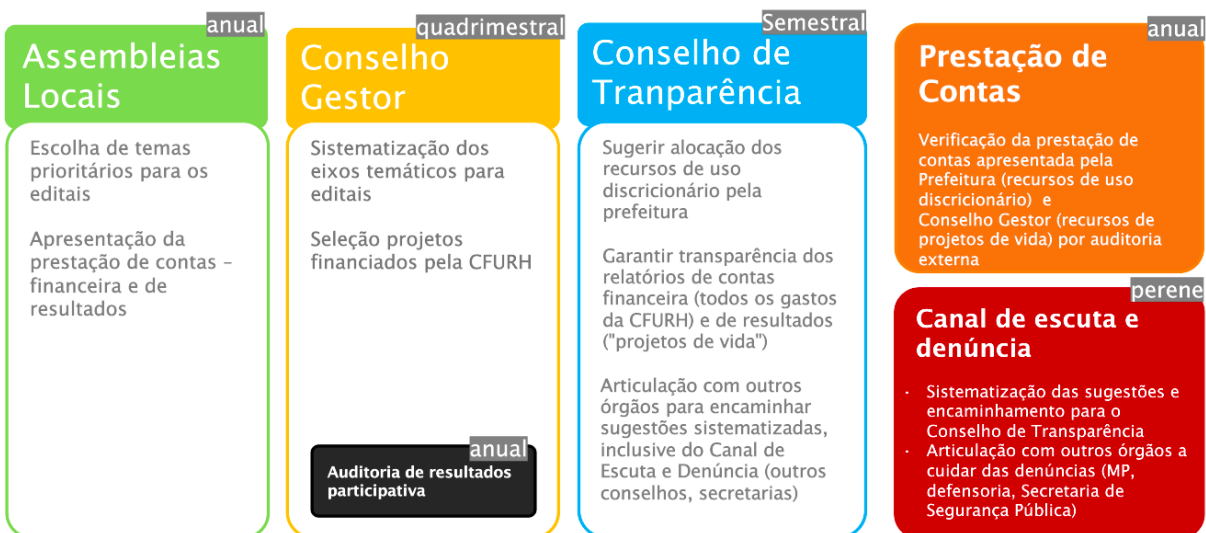 anual
Assembleias
Locais
Escolha de temas
prioritários para os
editais
Apresentação da
prestação de contas –
financeira e de
resultados
quadrimestral
Conselho
Gestor
Sistematização dos
eixos temáticos para
editais
Seleção projetos
financiados pela CFURH
anual
Auditoria de resultados
participativa
Semestral
Conselho de
Tranparência
Sugerir alocação dos
recursos de uso
discricionário pela
prefeitura
Garantir transparência dos
relatórios de contas
financeira (todos os gastos
da CFURH) e de resultados
("projetos de vida")
Articulação com outros
órgãos para encaminhar
sugestões sistematizadas,
inclusive do Canal de
Escuta e Denúncia (outros
conselhos, secretarias)
anual
Prestação de
Contas
Verificação da prestação de
contas apresentada pela
Prefeitura (recursos de uso
discricionário) e
Conselho Gestor (recursos de
projetos de vida) por auditoria
externa
perene
Canal de escuta e
denúncia
· Sistematização das sugestões e
encaminhamento para o
Conselho de Transparência
· Articulação com outros órgãos a
cuidar das denúncias (MP,
defensoria, Secretaria de
Segurança Pública)